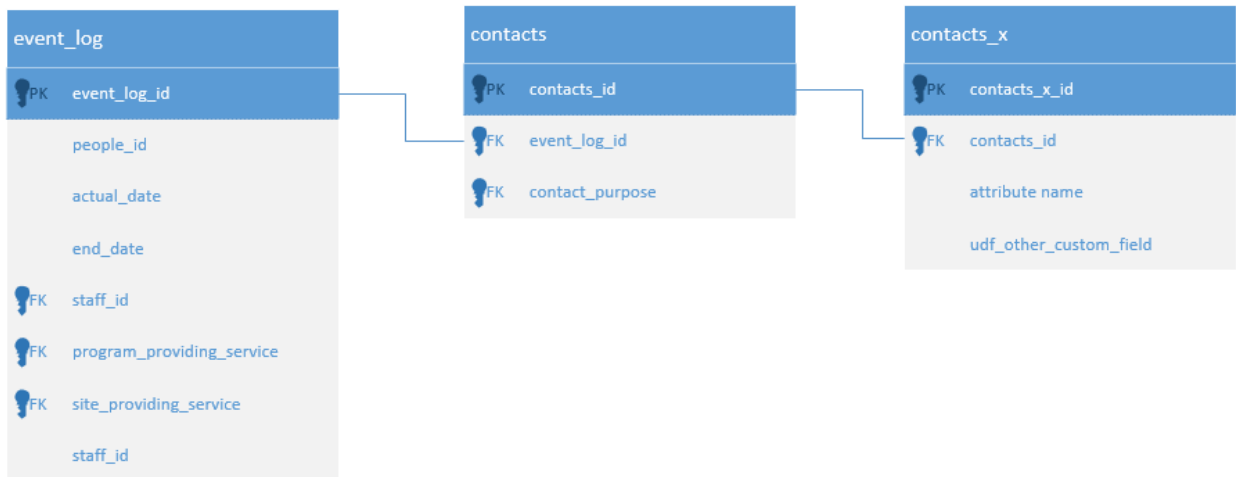 event_log
PK event_log_id
people_id
actual_date
end_date
FK staff_id
FK program_providing_service
FK site_providing_service
staff_id
contacts
PK contacts_id
FK event_log_id
FK contact_purpose
contacts_x
PK contacts_x_id
FK contacts_id
attribute name
udf_other_custom_field